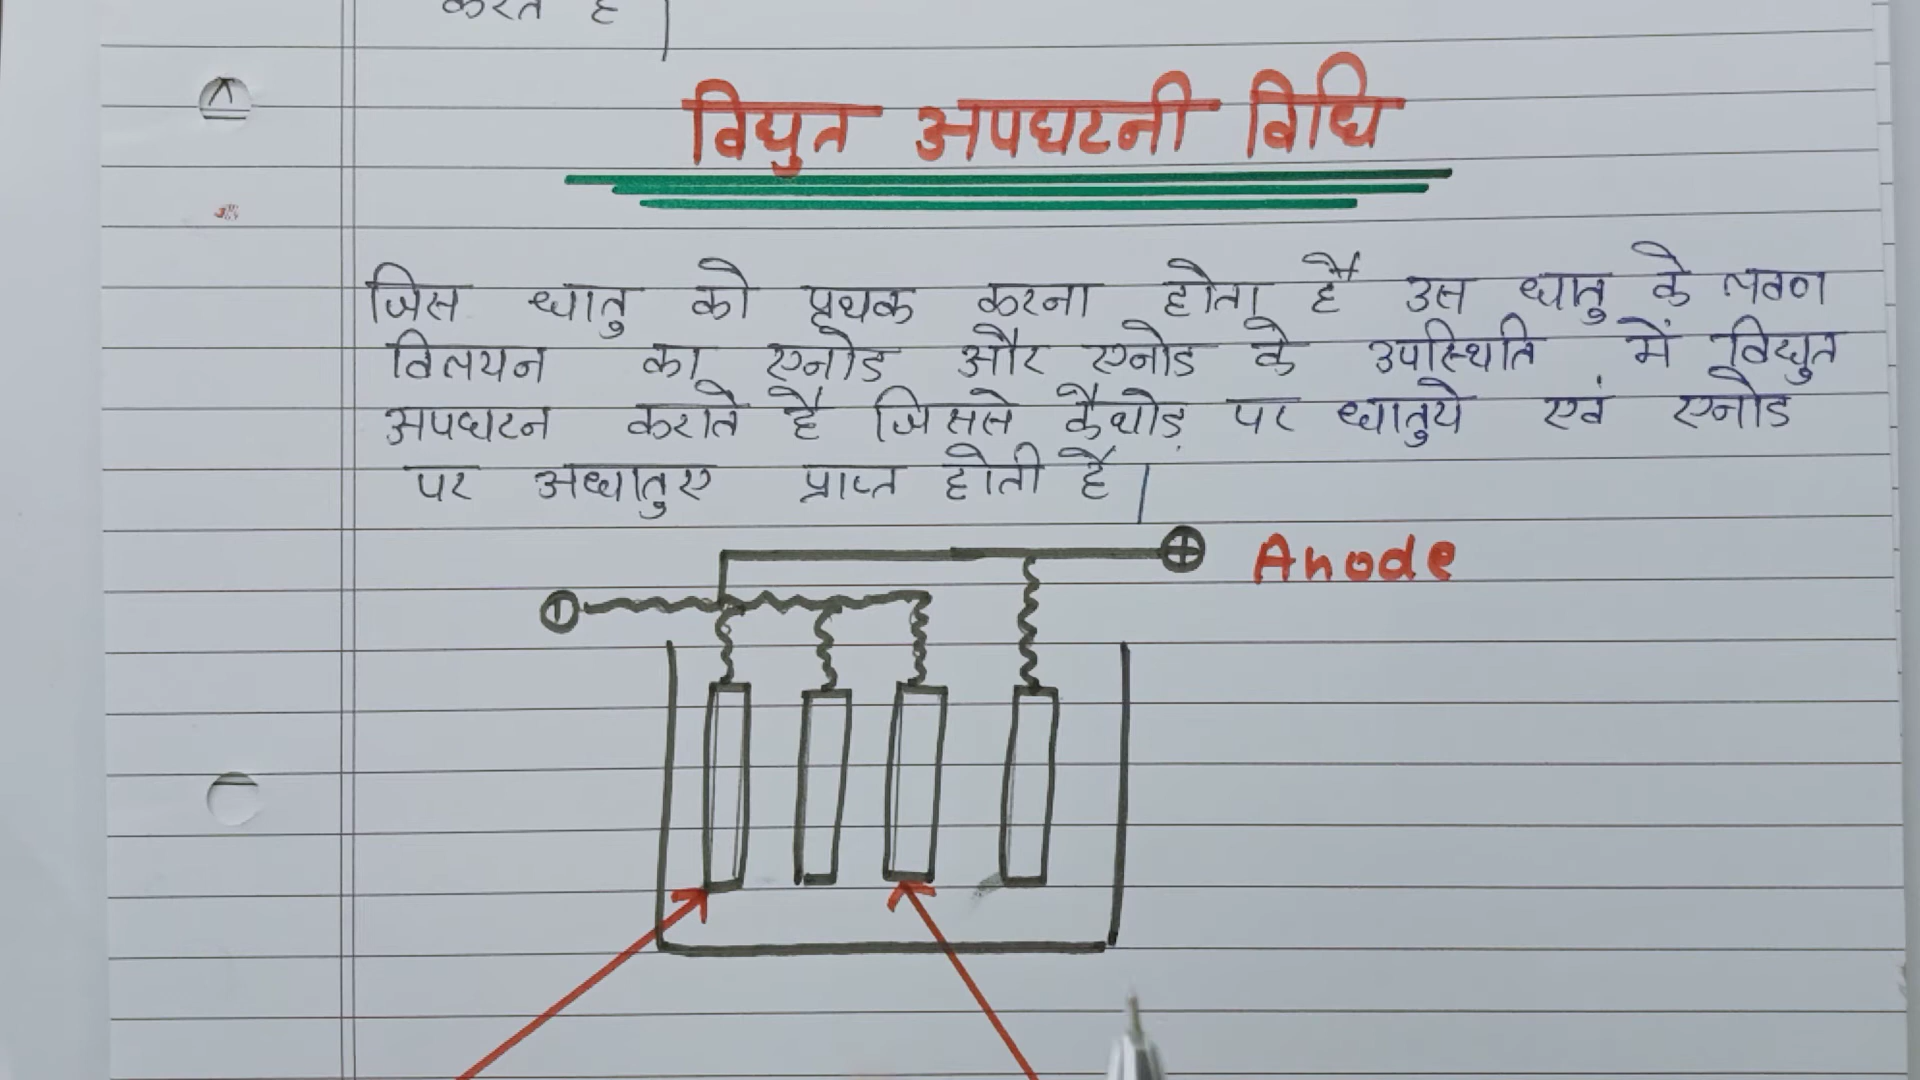 करते है |
विघुत अपघटनी विधि
जिस धातु को पृथक करना होता है उस धातु के लवण
विलयन का एनोड और एनोड के उपस्थिति में विघुत
अपघटन कराते है जिससे कैथोड़ पर धातुये एवं एनोड
पर अधातुए प्राप्त होती है |
Anode